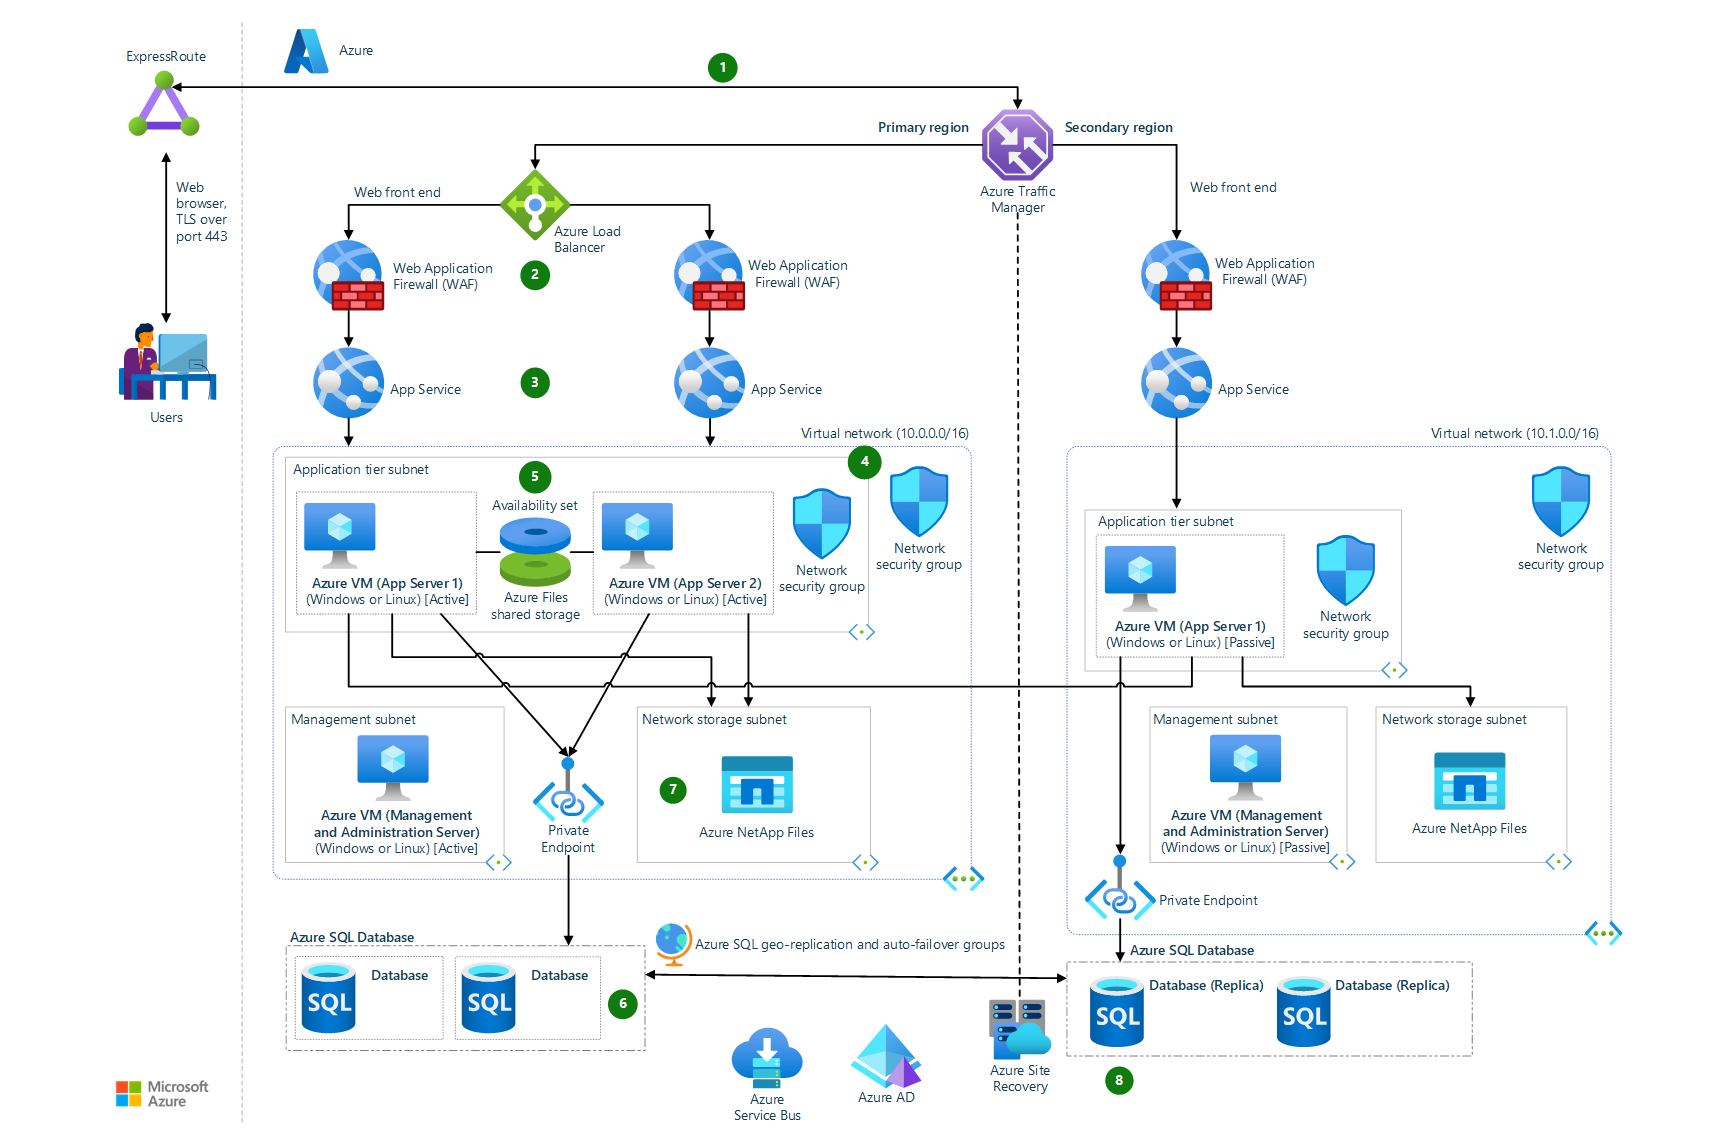 ExpressRoute
Azure
1
Primary region
Secondary region
Azure Traffic
Manager
Web
browser,
TLS over
port 443
Users
Web front end
Azure Load
Balancer
Web front end
Web Application
Firewall (WAF)
2
Web Application
Firewall (WAF)
Web Application
Firewall (WAF)
App Service
3
App Service
App Service
Virtual network (10.0.0.0/16)
Virtual network (10.1.0.0/16)
Application tier subnet
4
5
Availability set
Azure VM (App Server 1)
(Windows or Linux) [Active]
Azure Files
shared storage
Azure VM (App Server 2)
(Windows or Linux) [Active]
Network
security group
Network
security group
Application tier subnet
Azure VM (App Server 1)
(Windows or Linux) [Passive]
Network
security group
Network
security group
Management subnet
Azure VM (Management
and Administration Server)
(Windows or Linux) [Active]
Private
Endpoint
Network storage subnet
7
Azure NetApp Files
Management subnet
Azure VM (Management
and Administration Server)
(Windows or Linux) [Passive]
Network storage subnet
Azure NetApp Files
Private Endpoint
Azure SQL Database
SQL
Database
SQL
Database
6
Azure SQL geo-replication and auto-failover groups
Azure SQL Database
SQL
Database (Replica)
SQL
Database (Replica)
8
Azure
Service Bus
Azure AD
Azure Site
Recovery
Microsoft
Azure